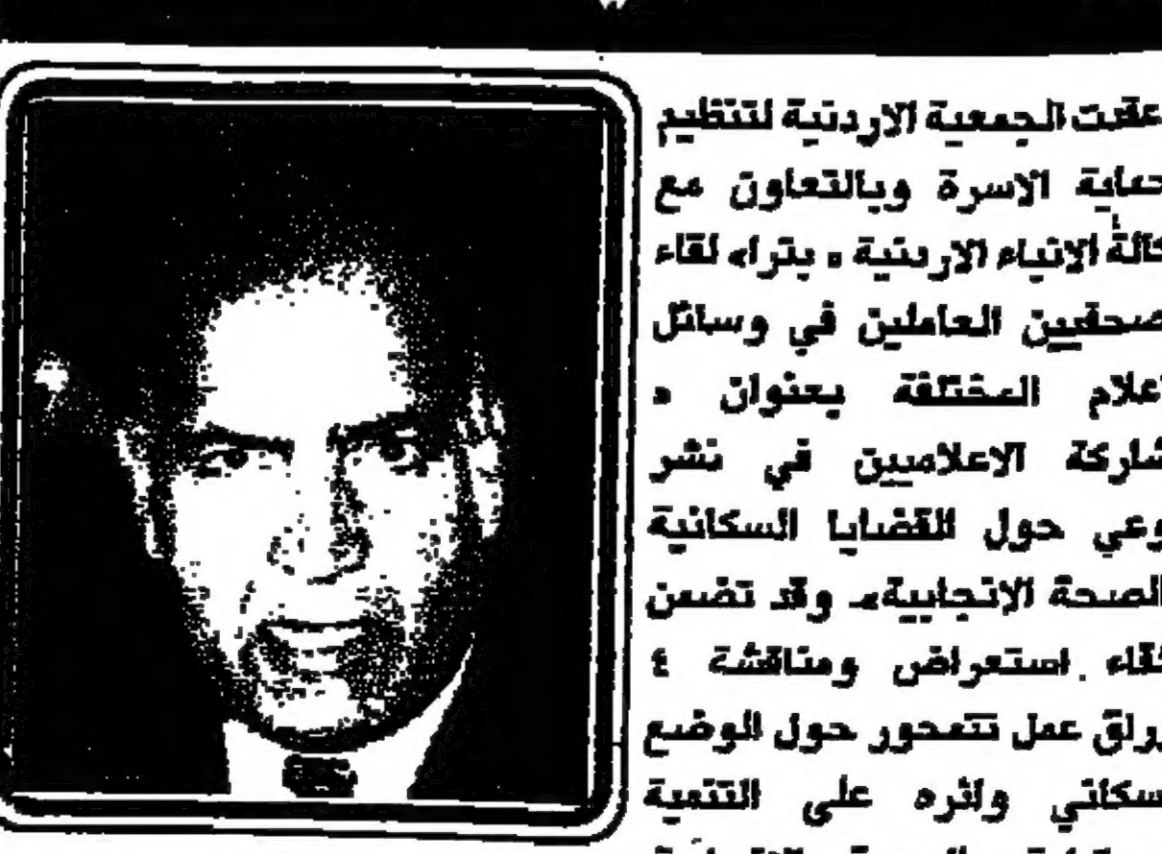 عقدت الجمعية الاردنية لتنظيم
حماية الاسرة وبالتعاون مع
كالة الانباء الاردنية « بترا» لقاء
صحفيين العاملين في وسائل
اعلام المختلفة بعنوان «
شاركة الاعلاميين في نشر
وعي حول القضايا السكانية
الصحة الانجابية». وقد تضمن
لقاء استعراض ومناقشة ٤
وراق عمل تتمحور حول الوضع
سكاني واثره على التنمية